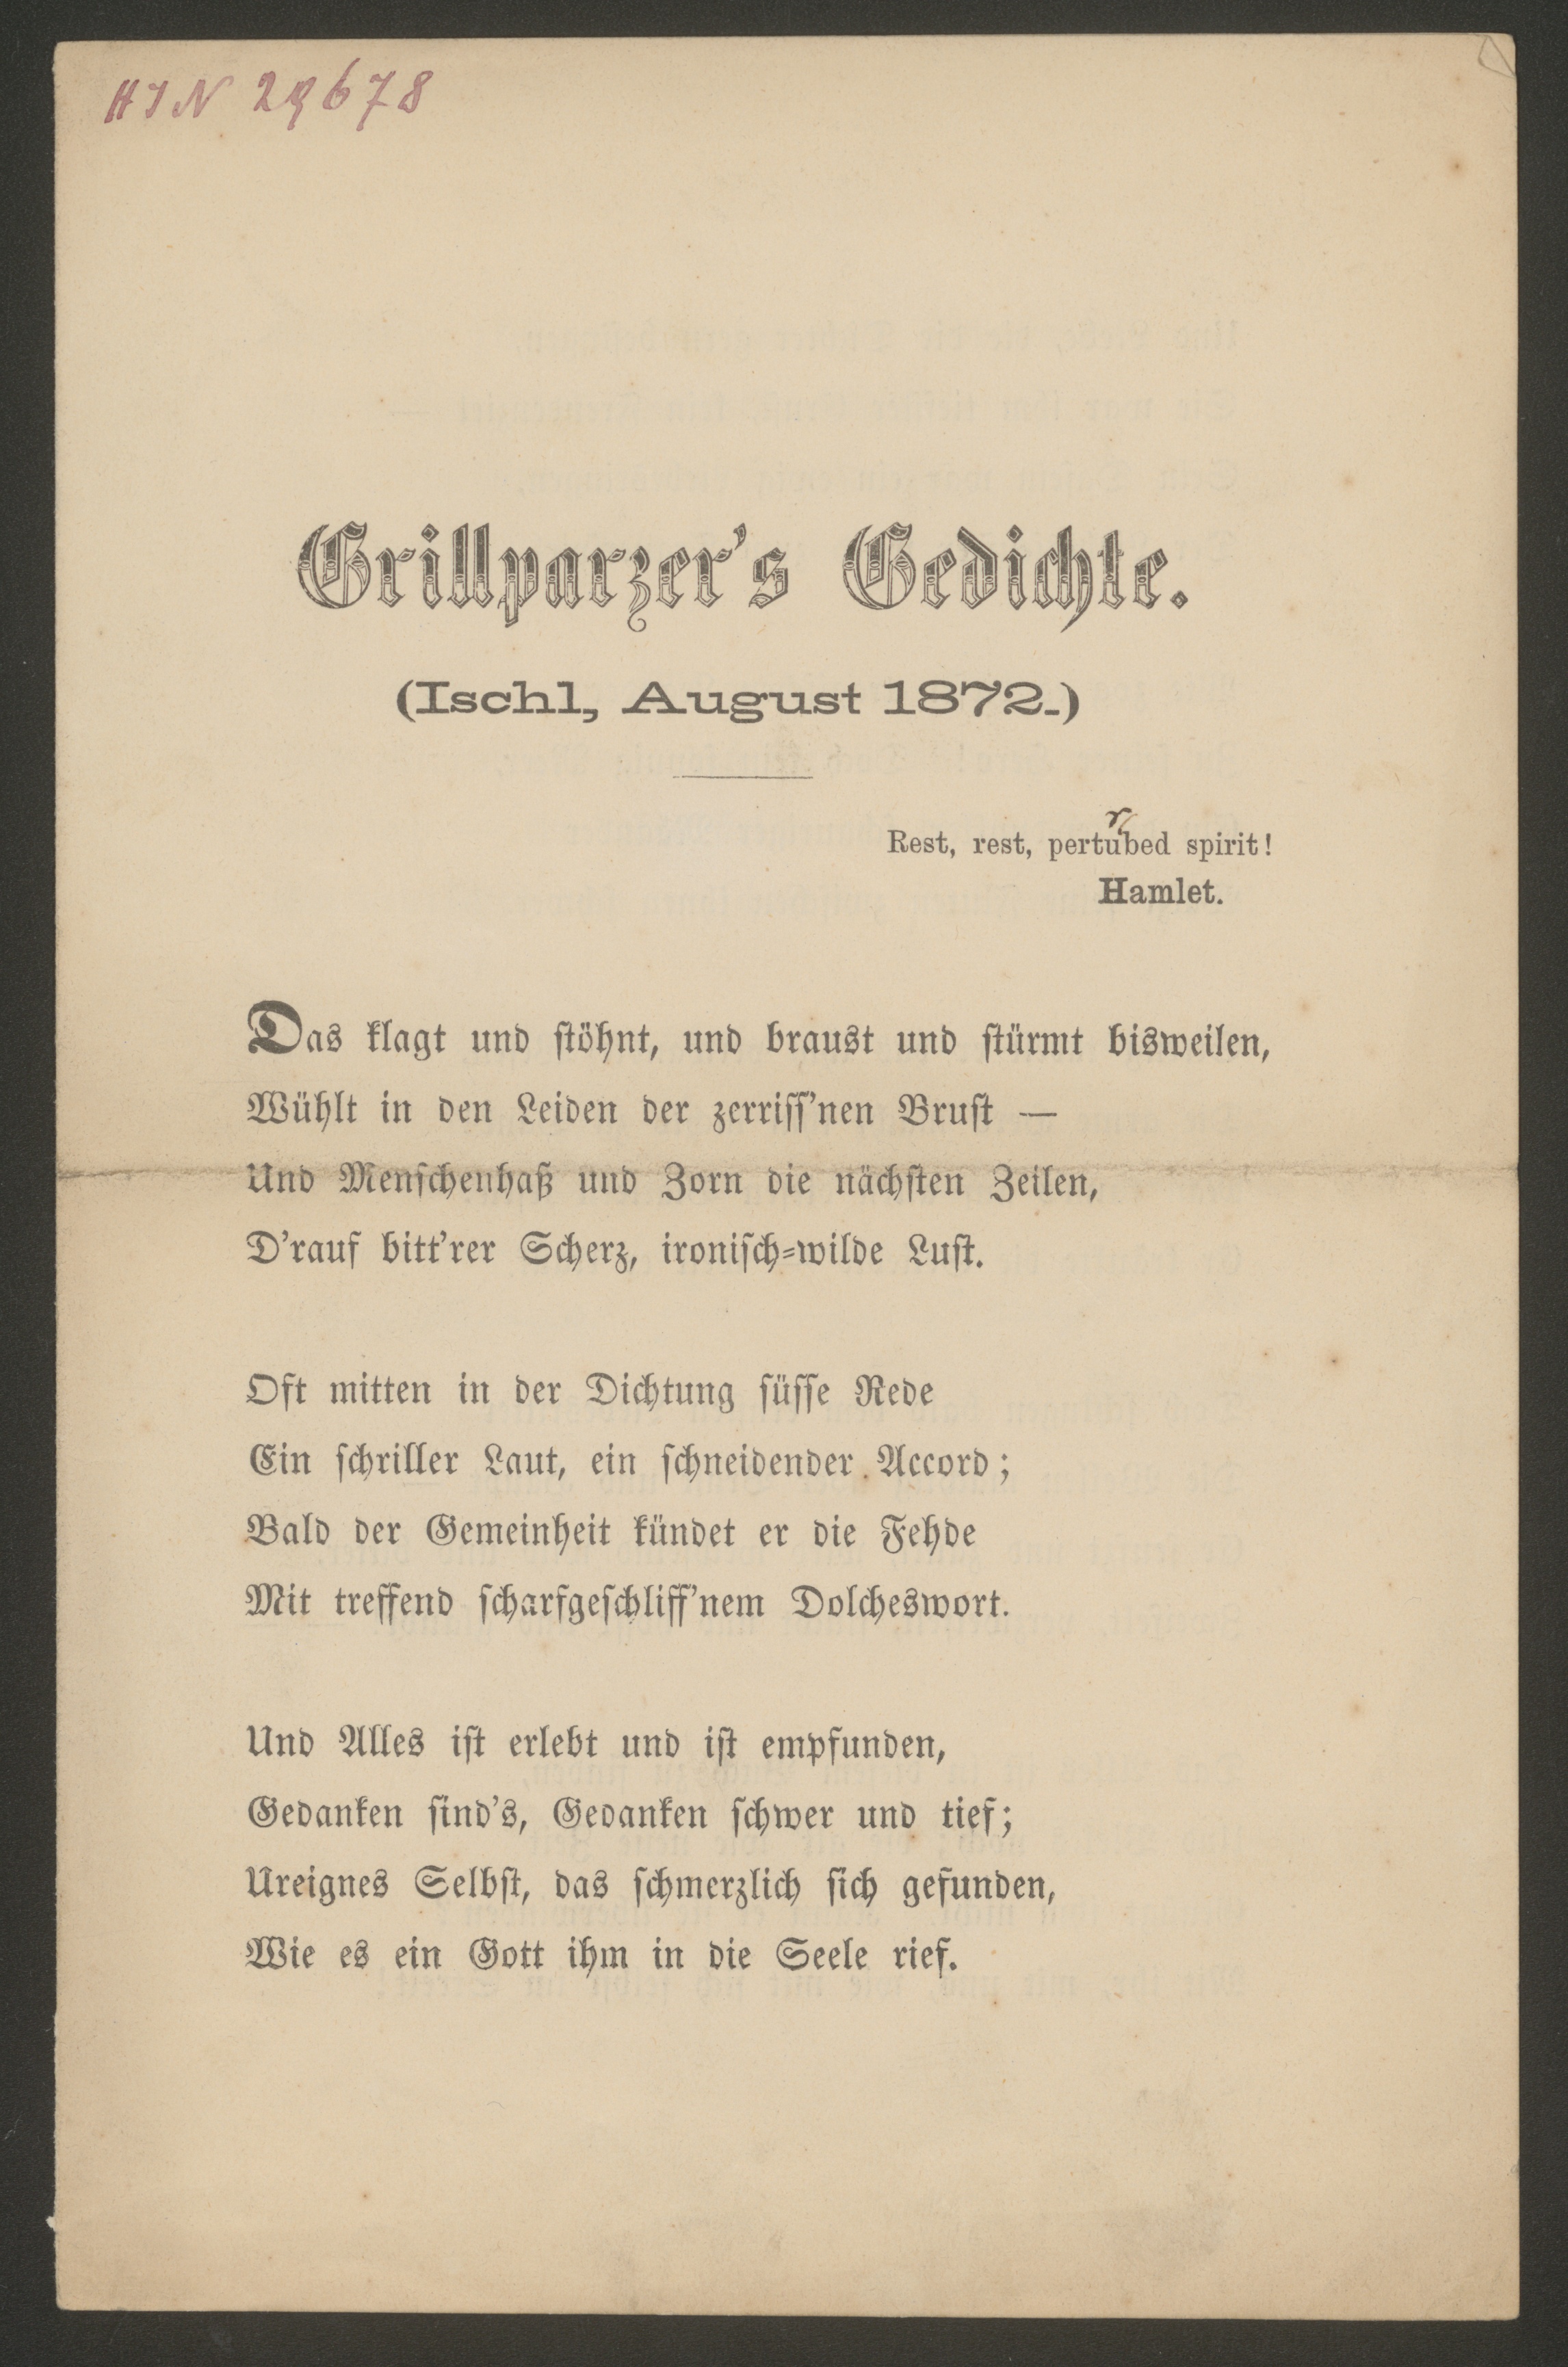 HIN 29678
Grillparzer's Gedichte.
(Ischl, August 1872.)
r
Rest, rest, pertubed spirit!
Hamlet.
Das klagt und stöhnt, und braust und stürmt bisweilen,
Wühlt in den Leiden der zerriss'nen Brust —
Und Menschenhaß und Zorn die nächsten Zeilen,
D'rauf bitt'rer Scherz, ironisch-wilde Lust.
Oft mitten in der Dichtung süsse Rede
Ein schriller Laut, ein schneidender Accord;
Bald der Gemeinheit kündet er die Fehde
Mit treffend scharfgeschliff'nem Dolcheswort.
Und Alles ist erlebt und ist empfunden,
Gedanken sind's, Gedanken schwer und tief;
Ureignes Selbst, das schmerzlich sich gefunden,
Wie es ein Gott ihm in die Seele rief.